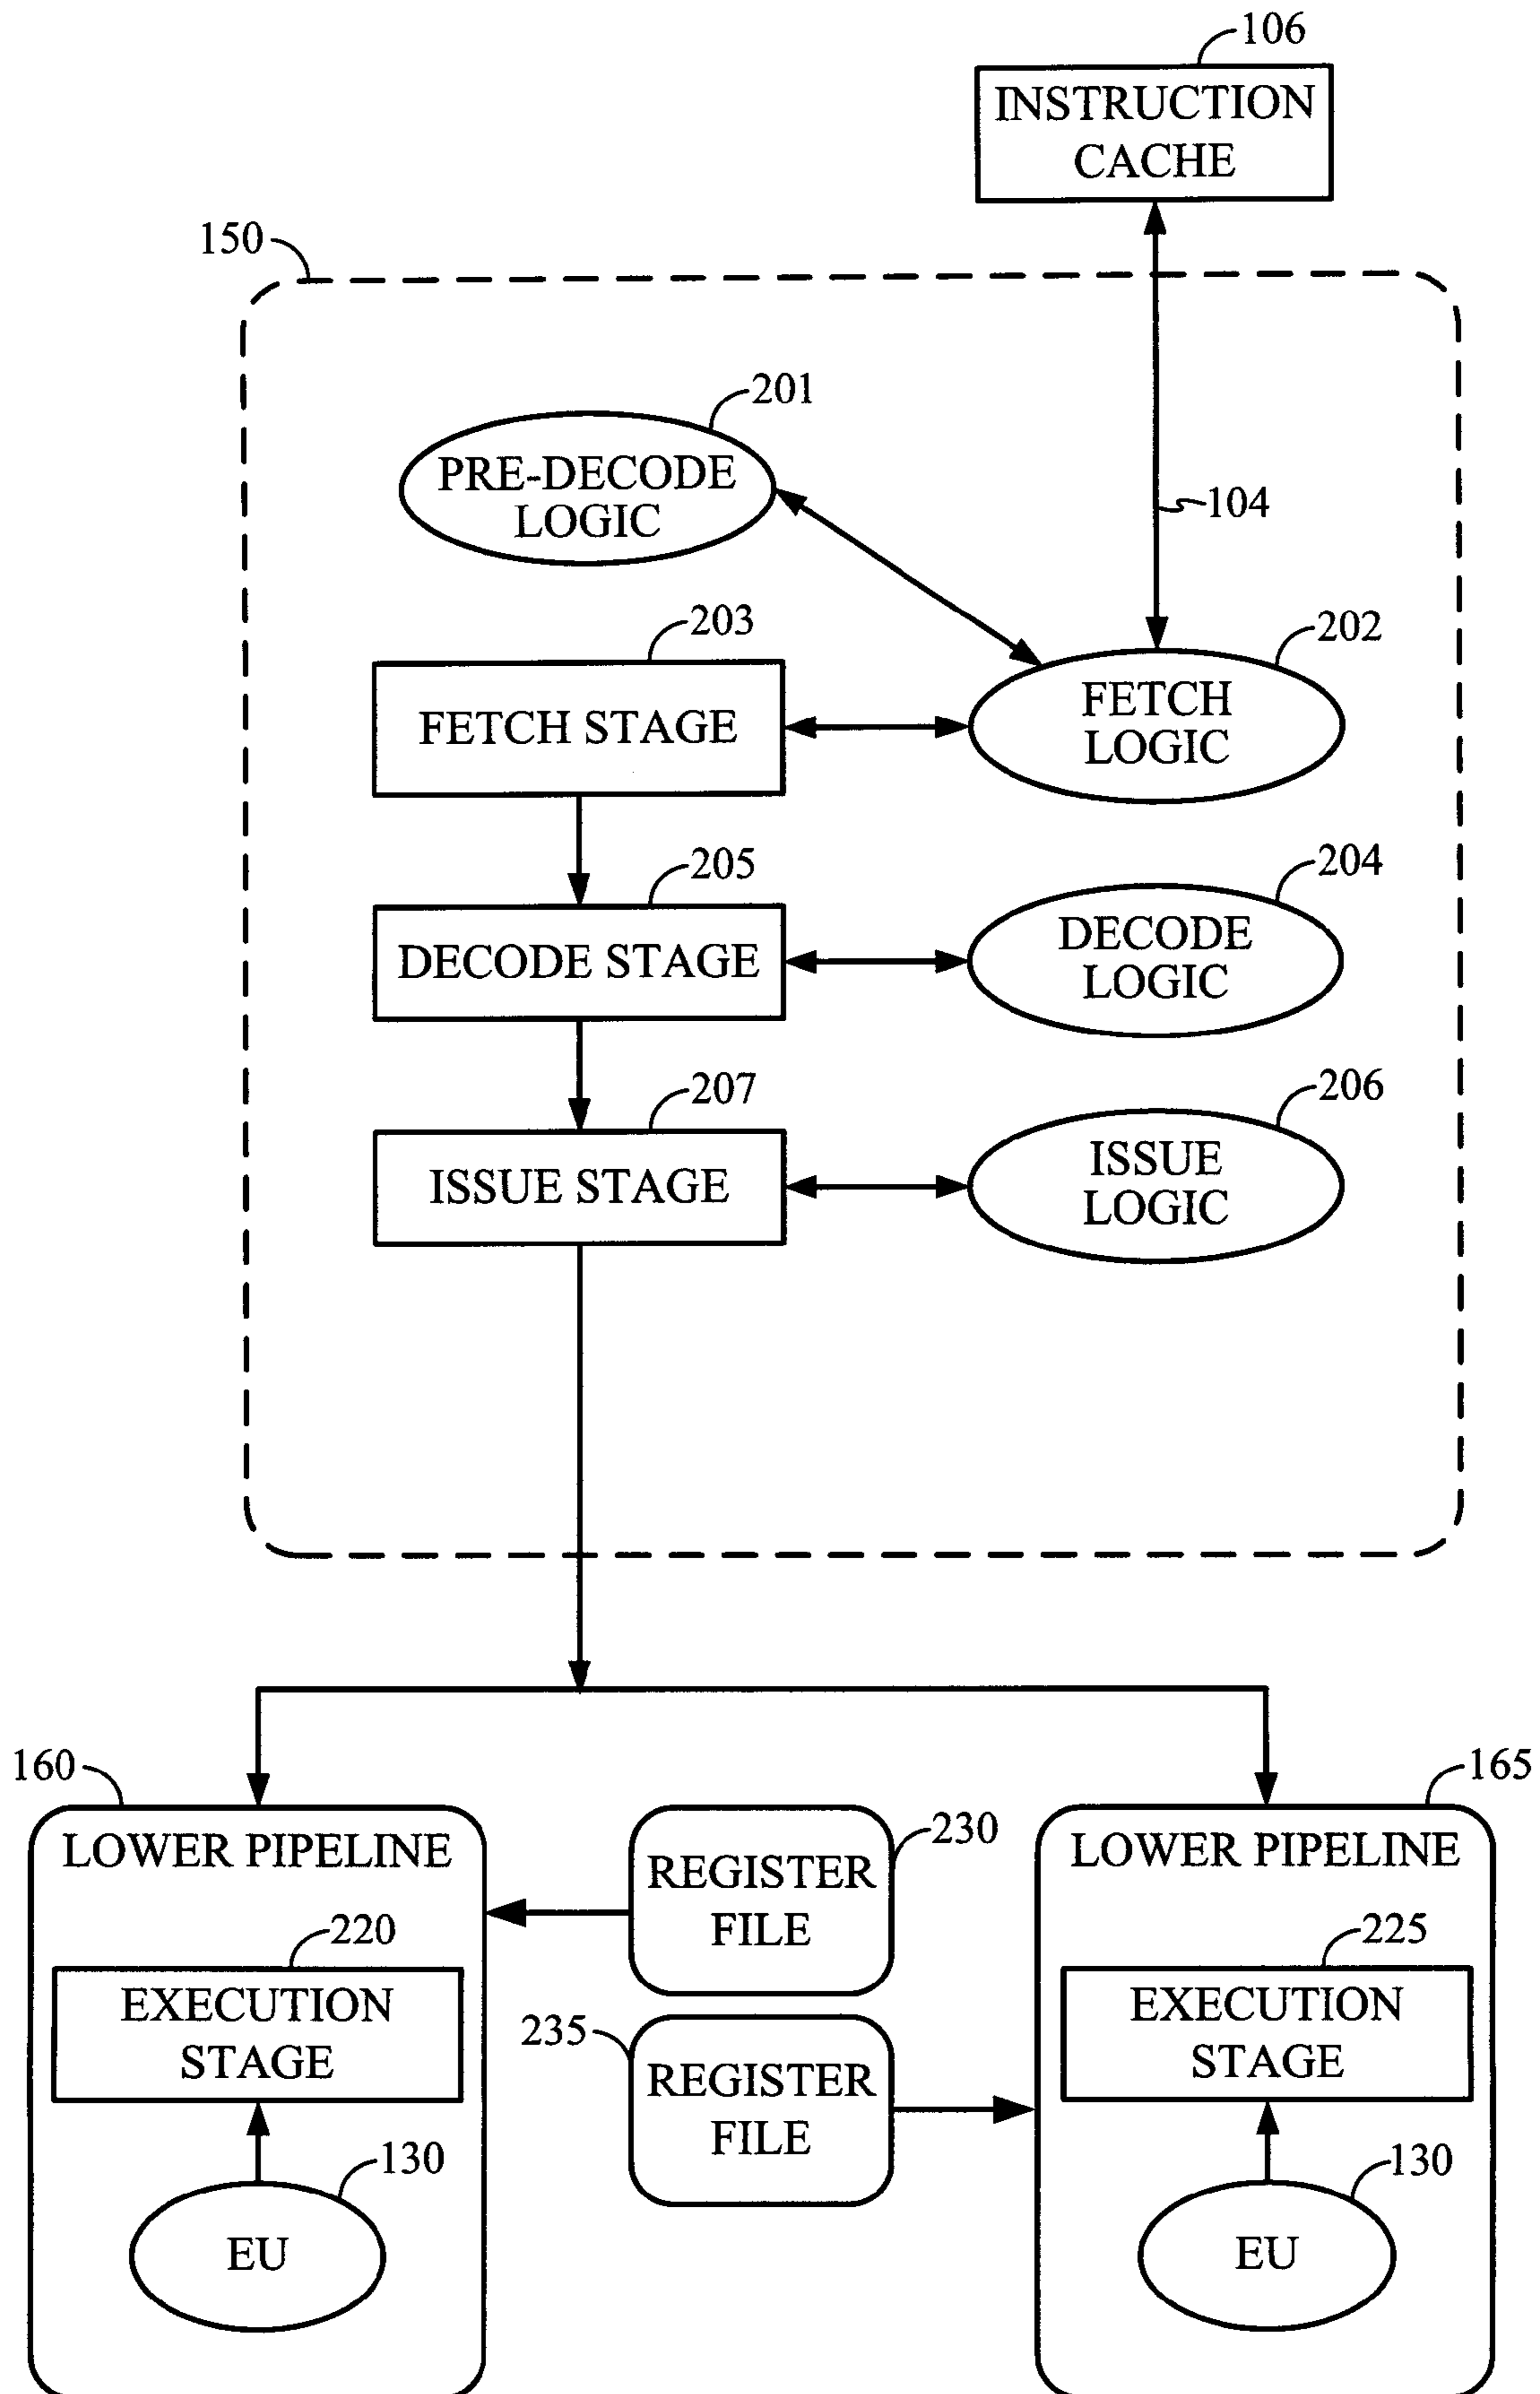 106
INSTRUCTION
CACHE
150
201
PRE-DECODE
LOGIC
104
203
202
FETCH STAGE
FETCH
LOGIC
205
204
DECODE STAGE
DECODE
LOGIC
207
206
ISSUE STAGE
ISSUE
LOGIC
160
165
LOWER PIPELINE
230
REGISTER
FILE
LOWER PIPELINE
220
EXECUTION
STAGE
235
REGISTER
FILE
225
EXECUTION
STAGE
130
EU
130
EU